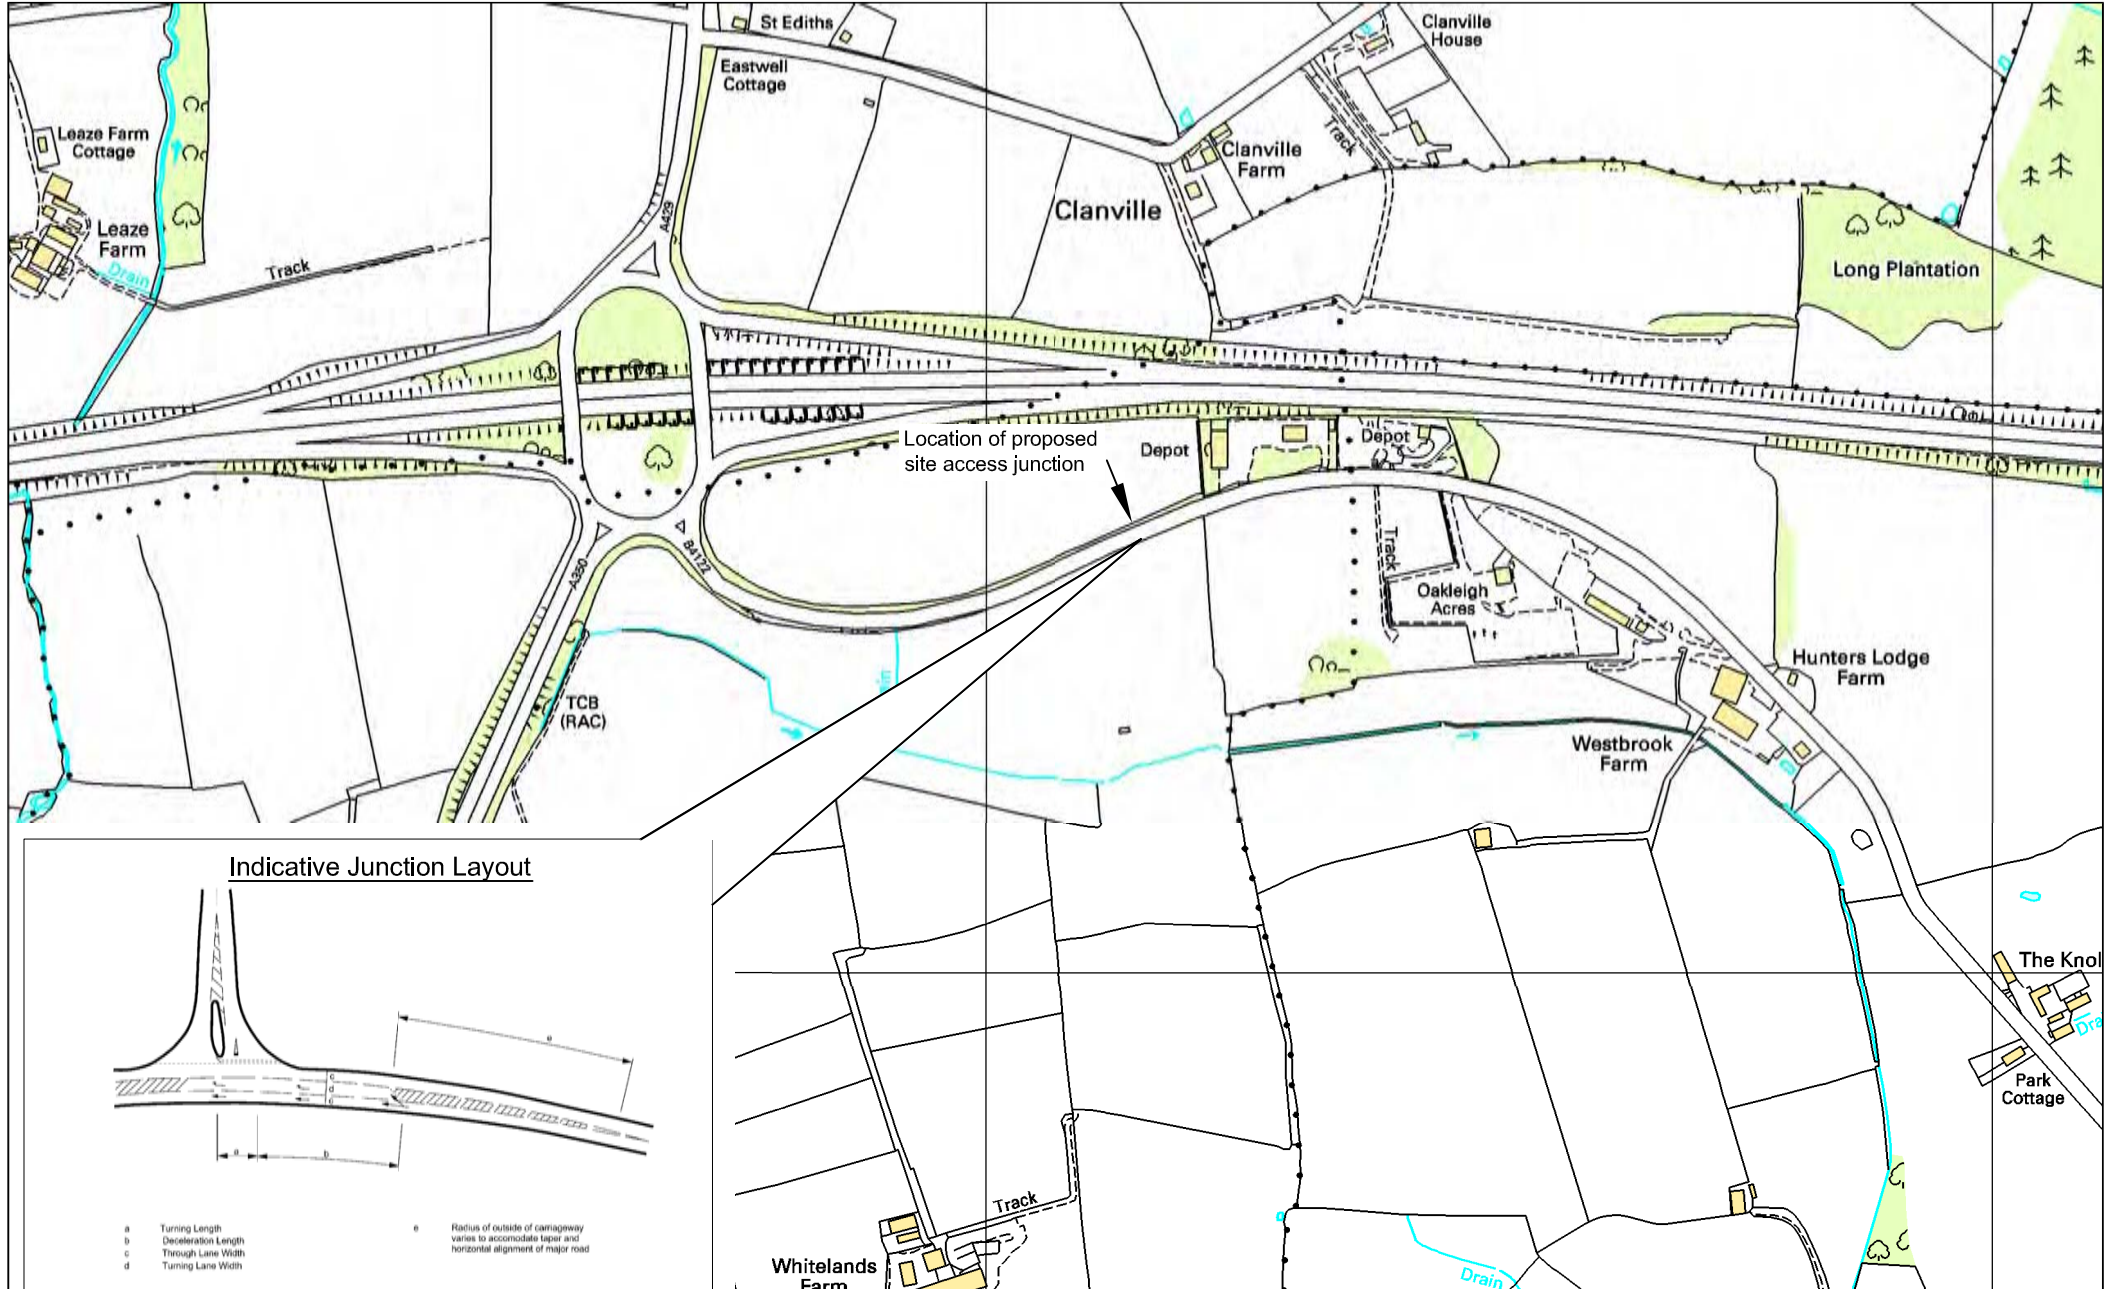 St Ediths
Eastwell
Cottage
Clanville
House
Leaze Farm
Cottage
Leaze
Farm
Drain
Track
A429
Track
Clanville
Farm
Clanville
Long Plantation
Location of proposed
site access junction
Depot
Depot
A350
B4122
Track
Oakleigh
Acres
Hunters Lodge
Farm
TCB
(RAC)
Westbrook
Farm
Indicative Junction Layout
The Knol
Dra
Park
Cottage
c
d
c
e
a
b
a Turning Length
b Deceleration Length
c Through Lane Width
d Turning Lane Width
e Radius of outside of carriageway
varies to accomodate taper and
horizontal alignment of major road
Track
Whitelands
Farm
Drain